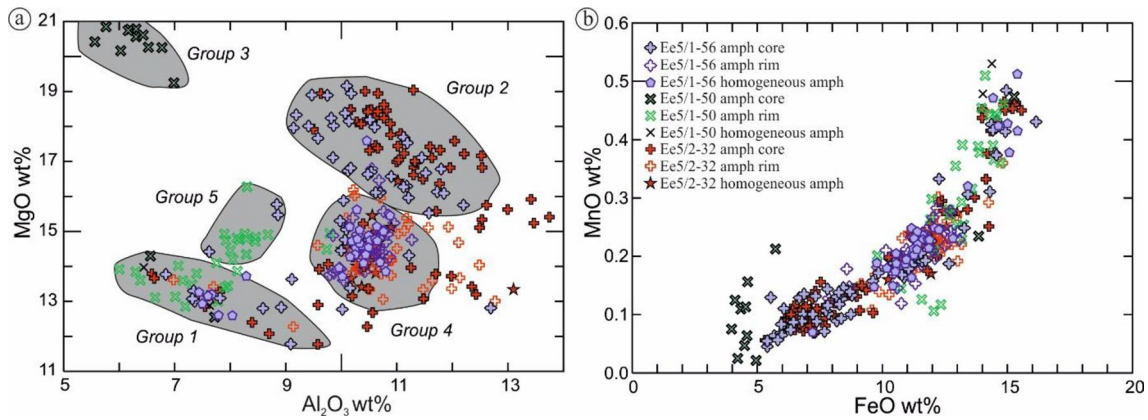 a
21
19
17
15
13
11
MgO wt%
Group 3
Group 2
Group 5
Group 1
Group 4
5
7
9
11
13
Al₂O₃ wt%
b
0.6
0.5
0.4
0.3
0.2
0.1
0.0
MnO wt%
Ee5/1-56 amph core
Ee5/1-56 amph rim
Ee5/1-56 homogeneous amph
Ee5/1-50 amph core
Ee5/1-50 amph rim
Ee5/1-50 homogeneous amph
Ee5/2-32 amph core
Ee5/2-32 amph rim
Ee5/2-32 homogeneous amph
0
5
10
15
20
FeO wt%